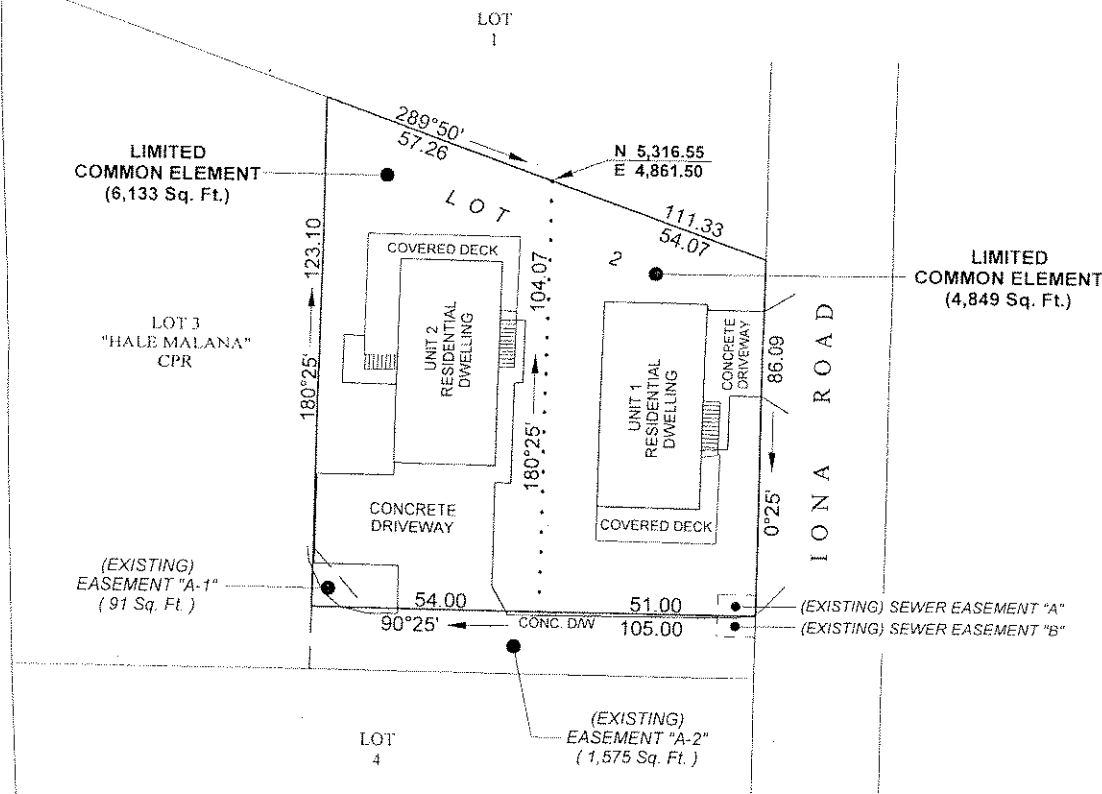 LOT
1
289°50'
57.26
N 5,316.55
E 4,861.50
LIMITED
COMMON ELEMENT
(6,133 Sq. Ft.)
LOT
2
111.33
54.07
LIMITED
COMMON ELEMENT
(4,849 Sq. Ft.)
COVERED DECK
UNIT 2
RESIDENTIAL
DWELLING
123.10
180°25'
LOT 3
"HALE MALANA"
CPR
104.07
180°25'
UNIT 1
RESIDENTIAL
DWELLING
CONCRETE
DRIVEWAY
86.09
0°25'
IONA ROAD
COVERED DECK
CONCRETE
DRIVEWAY
(EXISTING)
EASEMENT "A-1"
( 91 Sq. Ft. )
54.00
51.00
90°25'
CONC. D/W
105.00
(EXISTING) SEWER EASEMENT "A"
(EXISTING) SEWER EASEMENT "B"
(EXISTING)
EASEMENT "A-2"
( 1,575 Sq. Ft. )
LOT
4